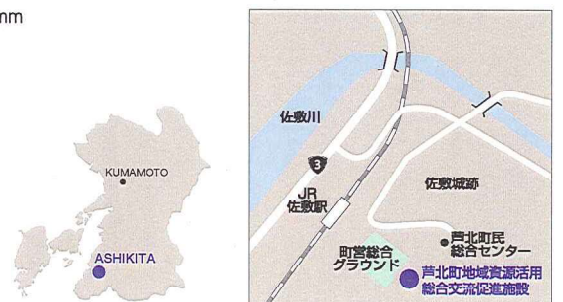 mm
KUMAMOTO
ASHIKITA
佐敷川
3
JR
佐敷駅
佐敷城跡
芦北町民
総合センター
町営総合
グラウンド
芦北町地域資源活用
総合交流促進施設